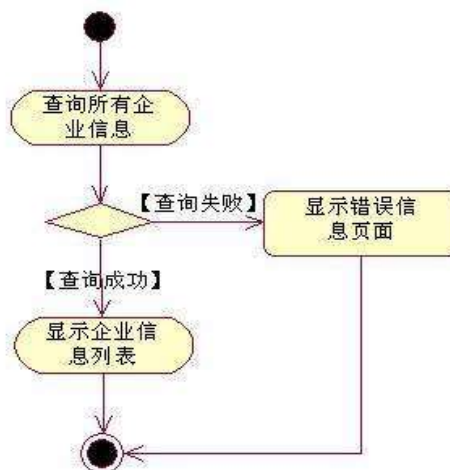 查询所有企
业信息
【查询失败】
显示错误信
息页面
【查询成功】
显示企业信
息列表